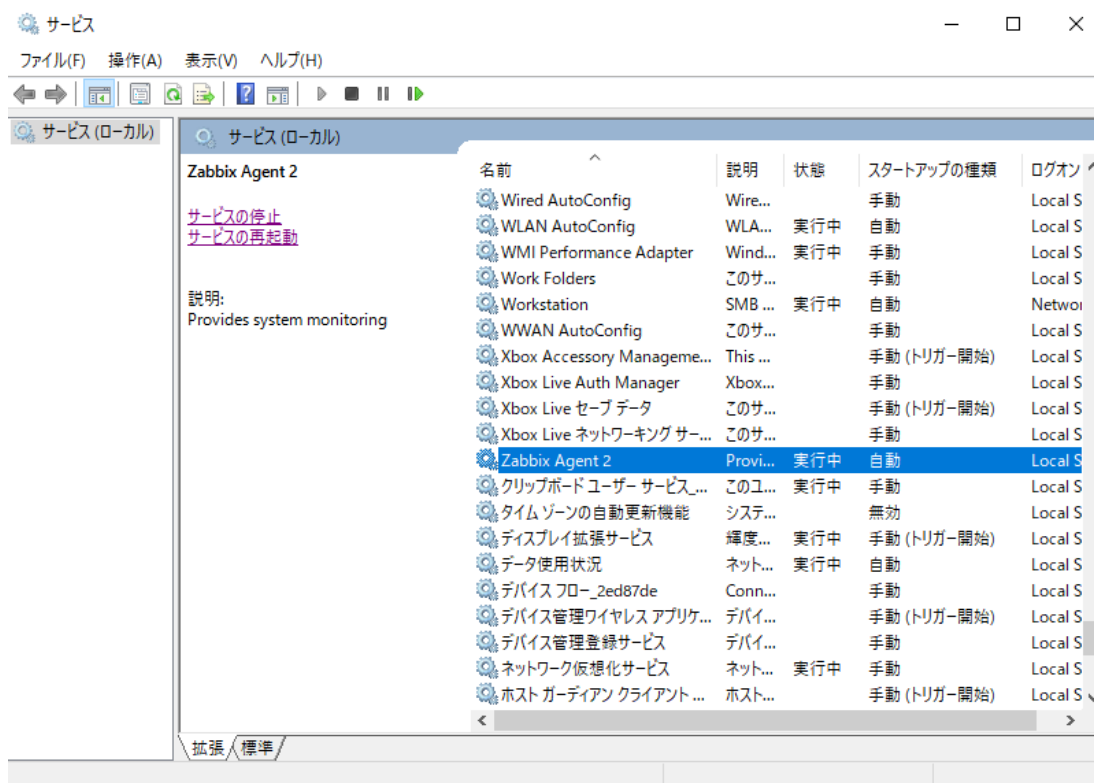 サービス
ファイル(F) 操作(A) 表示(V) ヘルプ(H)
サービス (ローカル)
サービス (ローカル)
Zabbix Agent 2
サービスの停止
サービスの再起動
説明:
Provides system monitoring
名前 説明 状態 スタートアップの種類 ログオン
Wired AutoConfig Wire... 手動 Local S
WLAN AutoConfig WLA... 実行中 自動 Local S
WMI Performance Adapter Wind... 実行中 手動 Local S
Work Folders このサ... 手動 Local S
Workstation SMB ... 実行中 自動 Networ
WWAN AutoConfig このサ... 手動 Local S
Xbox Accessory Manageme... This ... 手動 (トリガー開始) Local S
Xbox Live Auth Manager Xbox... 手動 Local S
Xbox Live セーブ データ このサ... 手動 (トリガー開始) Local S
Xbox Live ネットワーキング サー... このサ... 手動 Local S
Zabbix Agent 2 Provi... 実行中 自動 Local S
クリップボード ユーザー サービス_... このユ... 実行中 手動 Local S
タイム ゾーンの自動更新機能 システ... 無効 Local S
ディスプレイ拡張サービス 輝度... 実行中 手動 (トリガー開始) Local S
データ使用状況 ネット... 実行中 自動 Local S
デバイス フロー_2ed87de Conn... 手動 Local S
デバイス管理ワイヤレス アプリケ... デバイ... 手動 (トリガー開始) Local S
デバイス管理登録サービス デバイ... 手動 Local S
ネットワーク仮想化サービス ネット... 実行中 手動 Local S
ホスト ガーディアン クライアント ... ホスト... 手動 (トリガー開始) Local S
拡張 標準